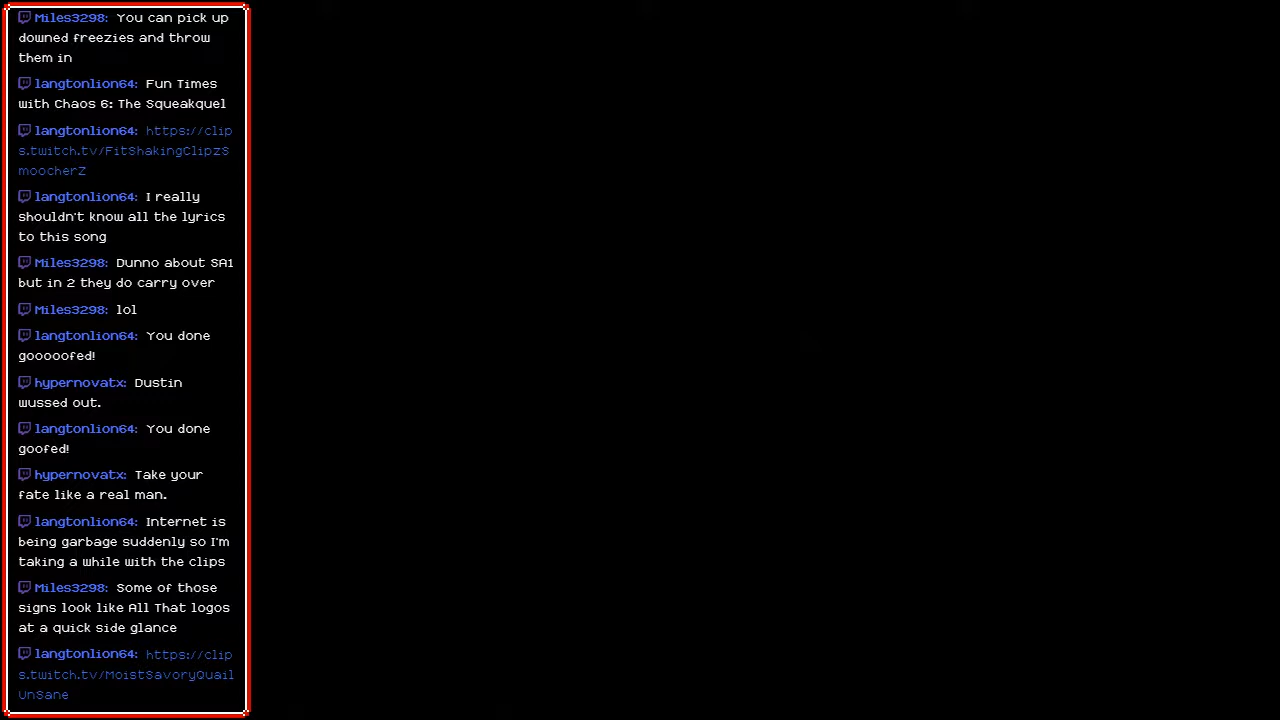 Miles3298: You can pick up
downed freezies and throw
them in
langtonlion64: Fun Times
with Chaos 6: The Squeakquel
langtonlion64: https://clip
s.twitch.tv/FitShakingClipzS
moocherZ
langtonlion64: I really
shouldn't know all the lyrics
to this song
Miles3298: Dunno about SA1
but in 2 they do carry over
Miles3298: lol
langtonlion64: You done
gooooofed!
hypernovatx: Dustin
wussed out.
langtonlion64: You done
goofed!
hypernovatx: Take your
fate like a real man.
langtonlion64: Internet is
being garbage suddenly so I'm
taking a while with the clips
Miles3298: Some of those
signs look like All That logos
at a quick side glance
langtonlion64: https://clip
s.twitch.tv/MoistSavoryQuail
UnSane